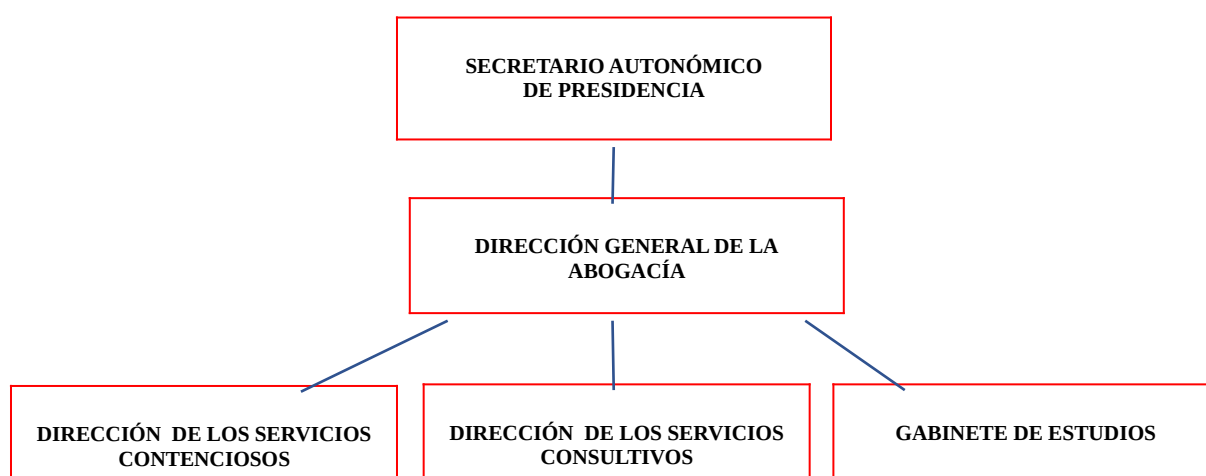 SECRETARIO AUTONÓMICO
DE PRESIDENCIA
DIRECCIÓN GENERAL DE LA
ABOGACÍA
DIRECCIÓN DE LOS SERVICIOS
CONTENCIOSOS
DIRECCIÓN DE LOS SERVICIOS
CONSULTIVOS
GABINETE DE ESTUDIOS